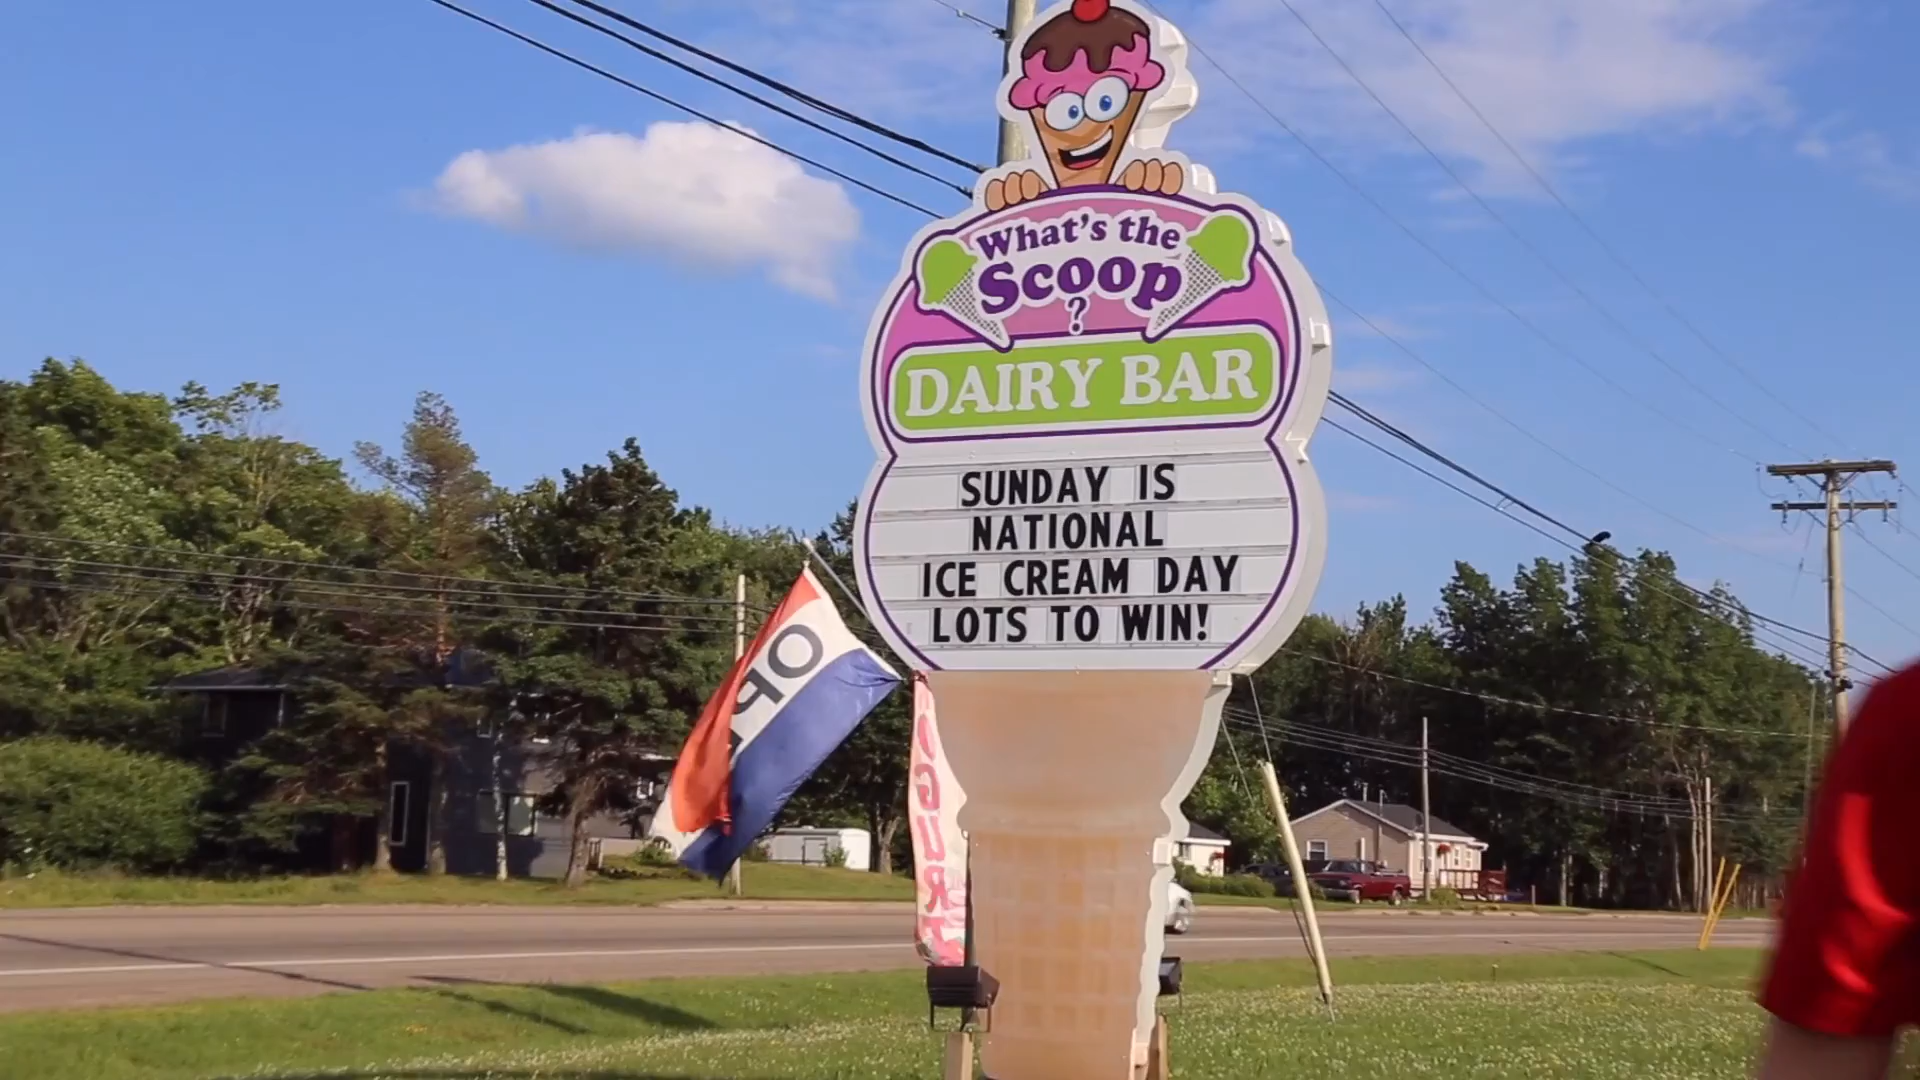 What's the
Scoop
?
DAIRY BAR
SUNDAY IS
NATIONAL
ICE CREAM DAY
LOTS TO WIN!